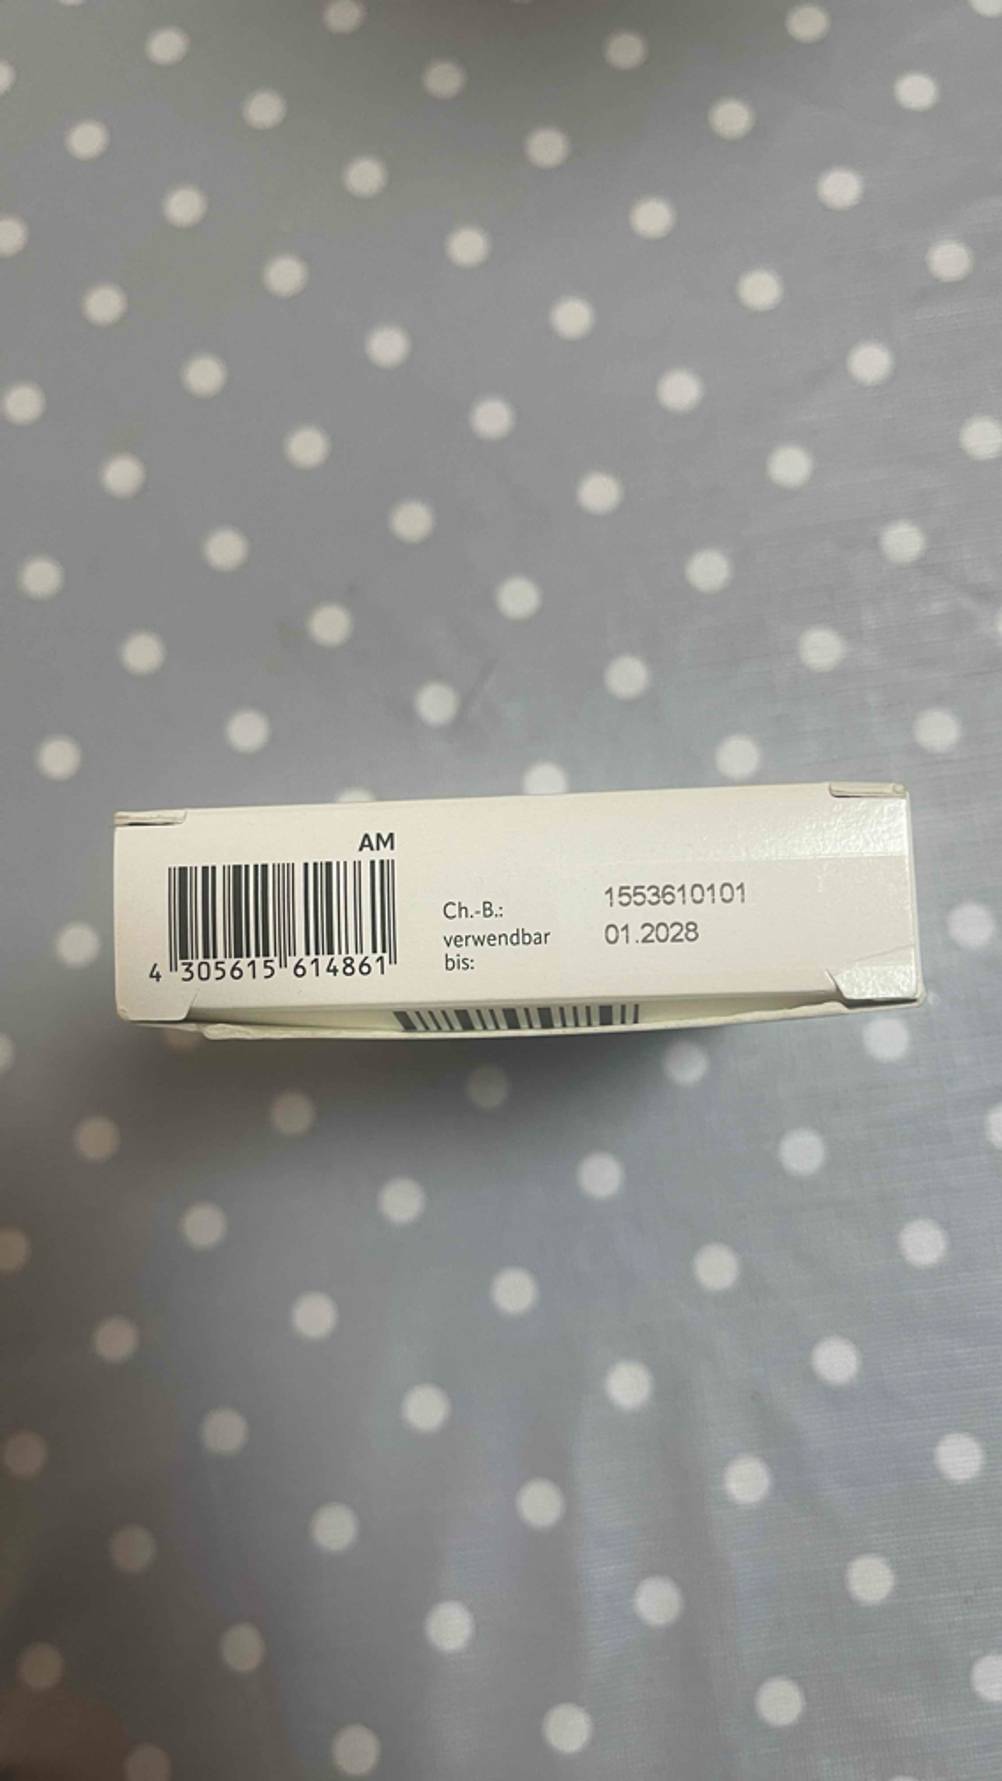 AM
4 305615 614861
Ch.-B.: 1553610101
verwendbar 01.2028
bis: